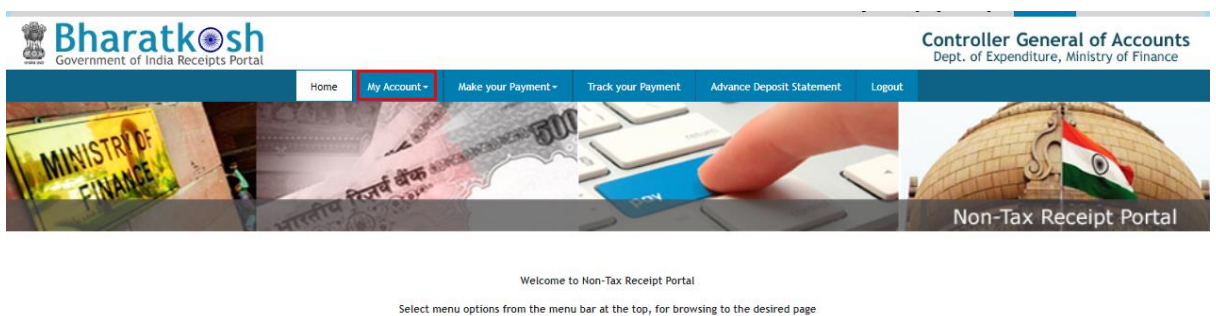 Bharatkosh
Government of India Receipts Portal
Controller General of Accounts
Dept. of Expenditure, Ministry of Finance
Home My Account Make your Payment Track your Payment Advance Deposit Statement Logout
MINISTRY OF
FINANCE
भारतीय रिज़र्व बैंक
500
return
Pay
Non-Tax Receipt Portal
Welcome to Non-Tax Receipt Portal
Select menu options from the menu bar at the top, for browsing to the desired page